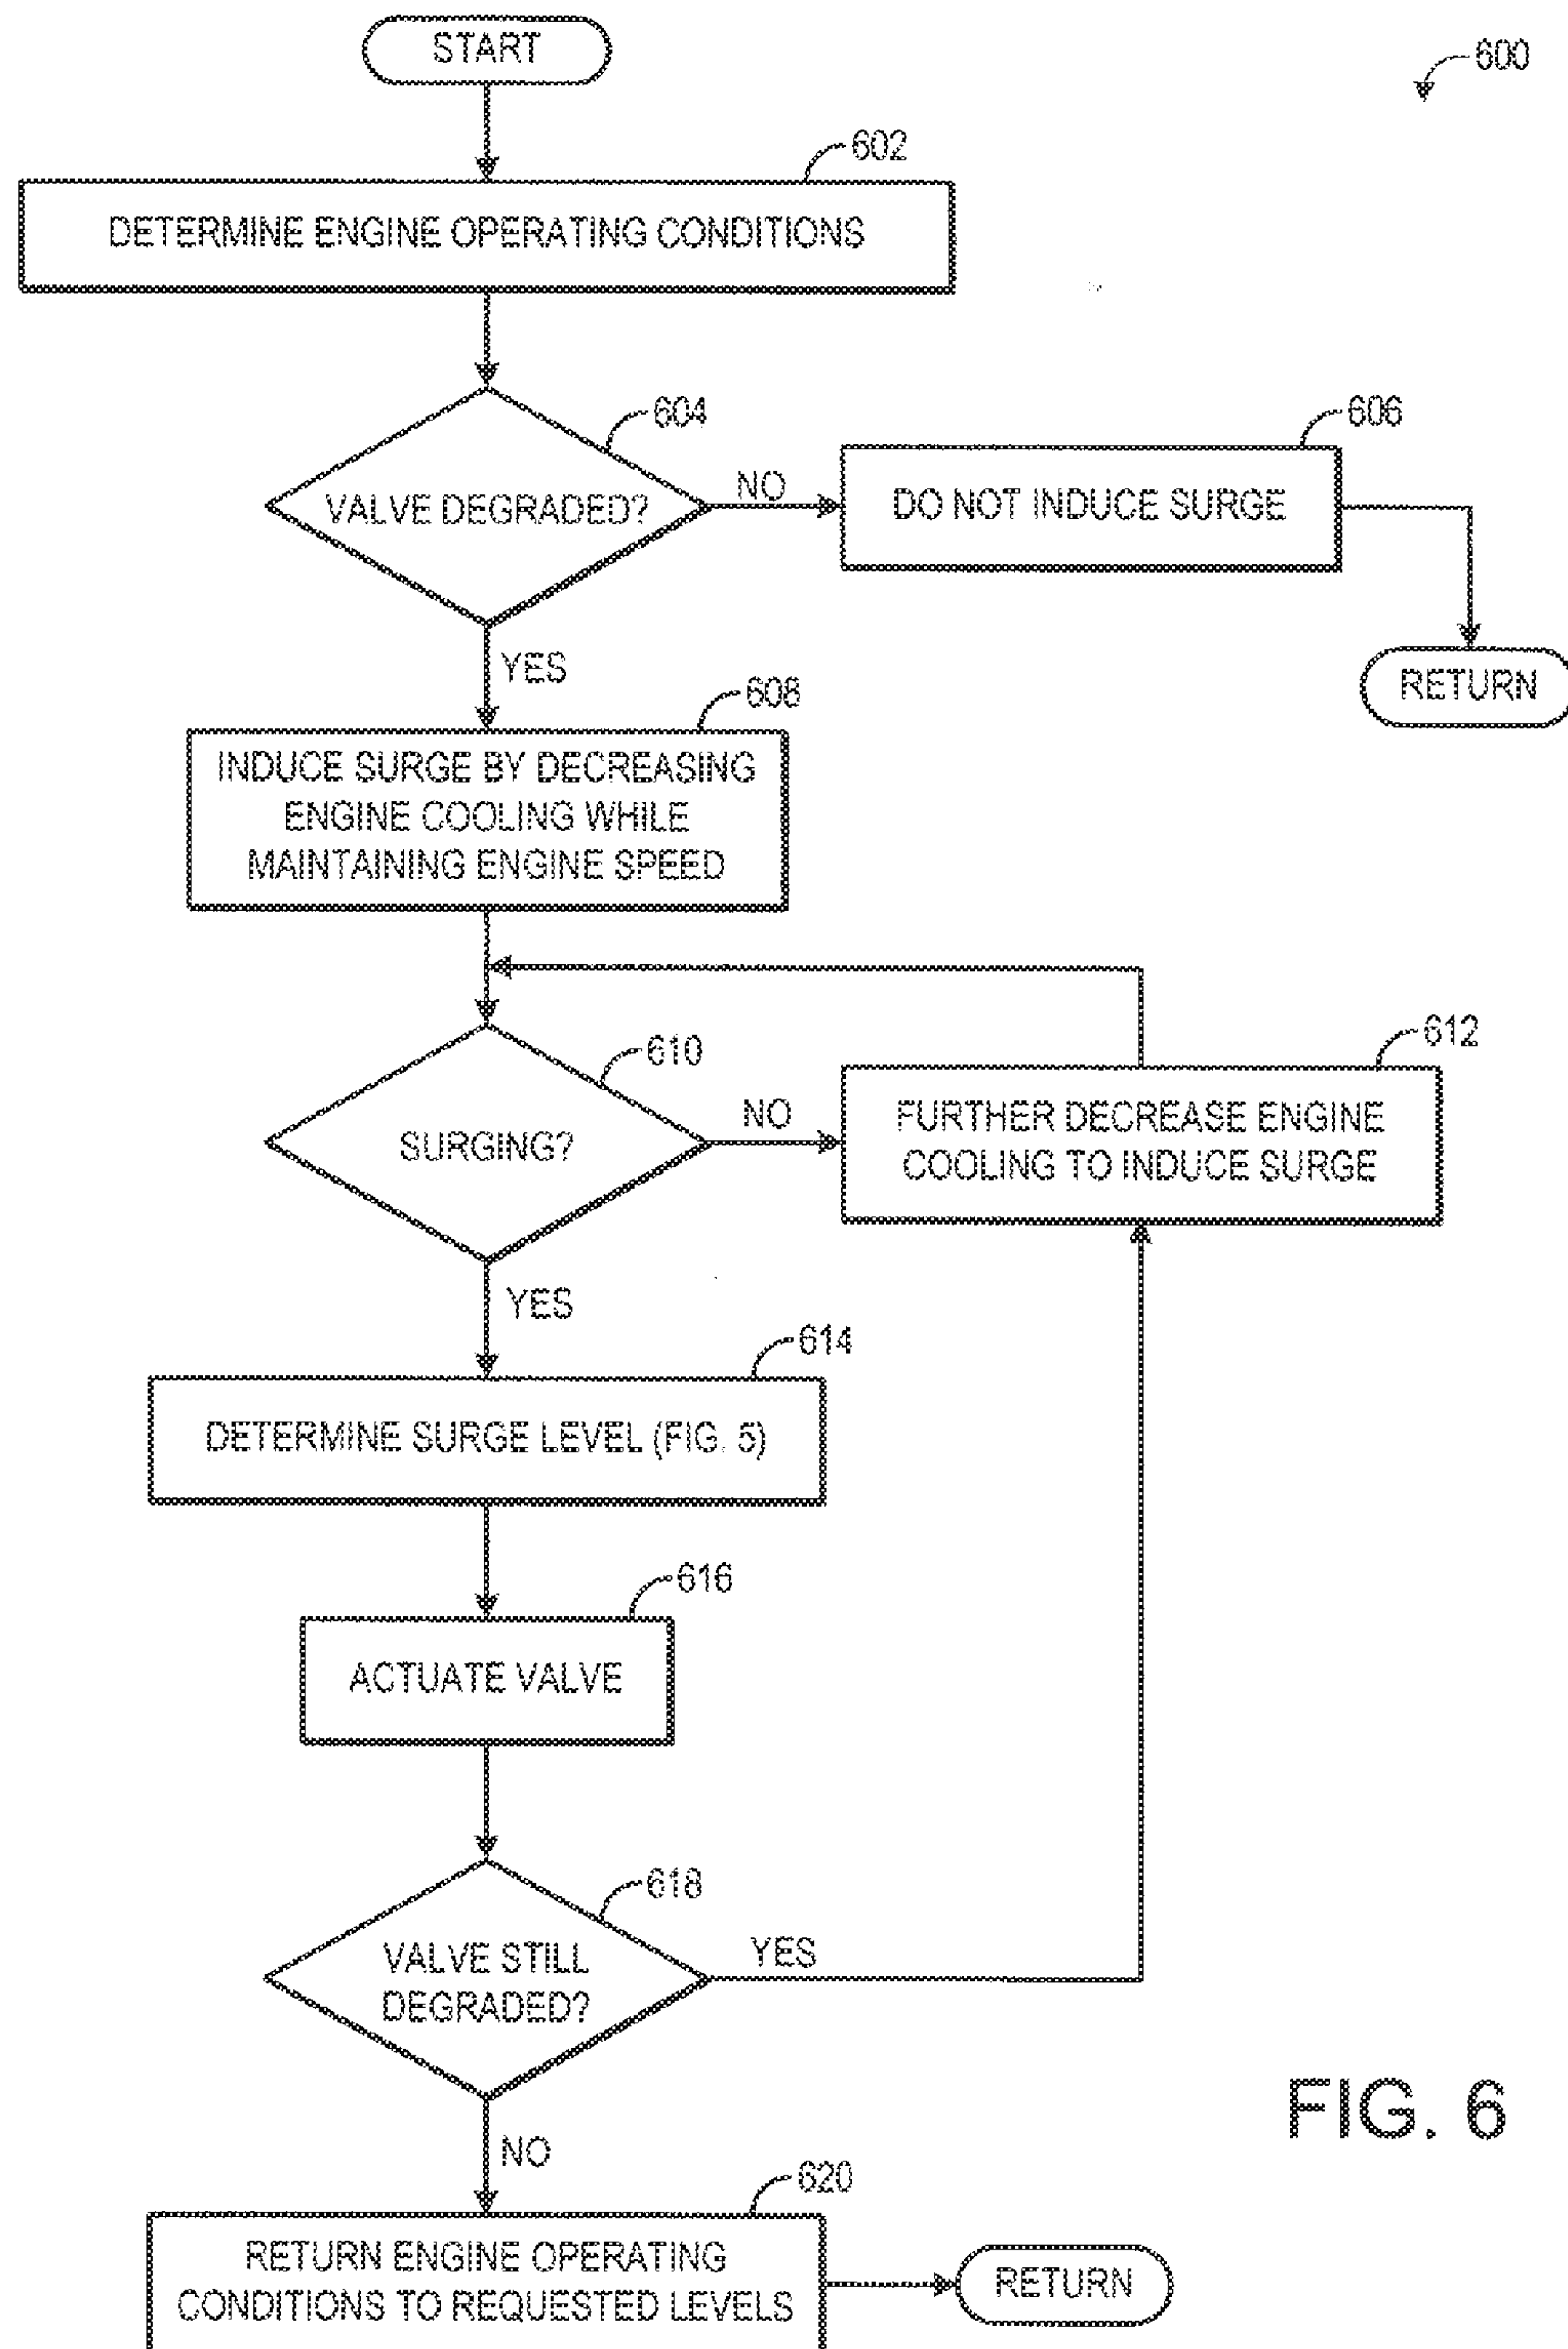 START
600
602
DETERMINE ENGINE OPERATING CONDITIONS
604
VALVE DEGRADED?
NO
606
DO NOT INDUCE SURGE
RETURN
YES
608
INDUCE SURGE BY DECREASING
ENGINE COOLING WHILE
MAINTAINING ENGINE SPEED
610
SURGING?
NO
612
FURTHER DECREASE ENGINE
COOLING TO INDUCE SURGE
YES
614
DETERMINE SURGE LEVEL (FIG. 5)
616
ACTUATE VALVE
618
VALVE STILL
DEGRADED?
YES
NO
620
RETURN ENGINE OPERATING
CONDITIONS TO REQUESTED LEVELS
RETURN
FIG. 6